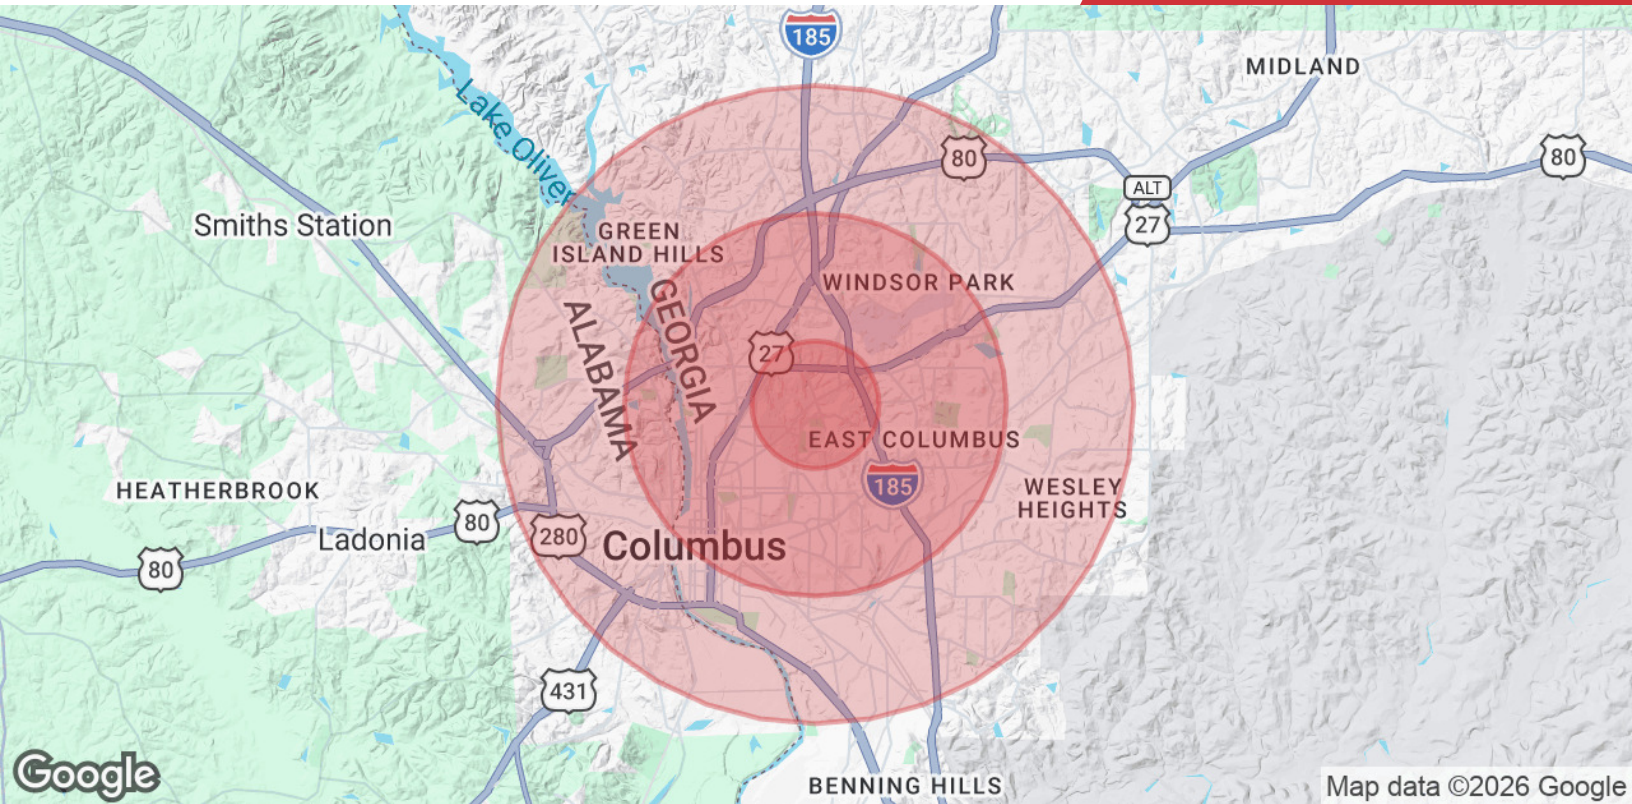 185
MIDLAND
Lake Oliver
80
80
ALT
27
Smiths Station
GREEN
ISLAND HILLS
WINDSOR PARK
GEORGIA
ALABAMA
27
EAST COLUMBUS
185
HEATHERBROOK
WESLEY
HEIGHTS
80
Ladonia
280
Columbus
80
431
Google
BENNING HILLS
Map data ©2026 Google